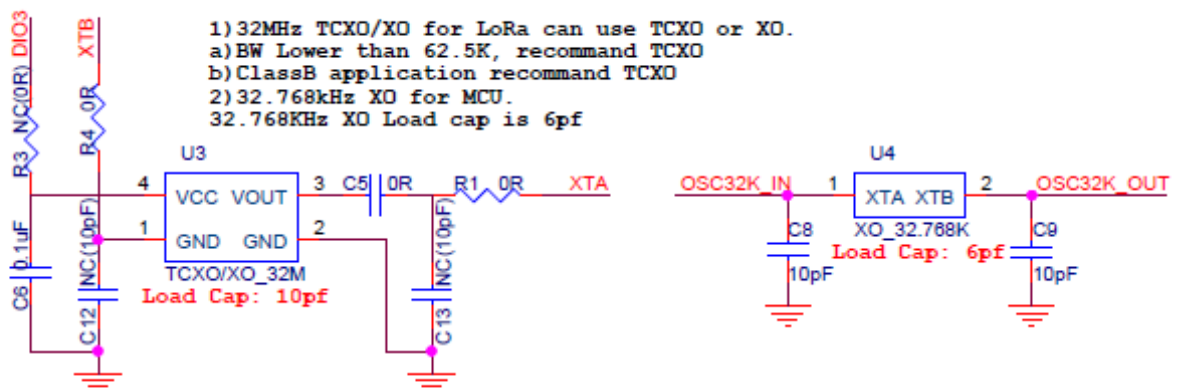 1)32MHz TCXO/XO for LoRa can use TCXO or XO.
a)BW Lower than 62.5K, recommand TCXO
b)ClassB application recommand TCXO
2)32.768kHz XO for MCU.
32.768KHz XO Load cap is 6pf
DIO3
XTB
R3 NC(0R)
R4 0R
U3
4 VCC VOUT 3
1 GND GND 2
TCXO/XO_32M
Load Cap: 10pf
C5 0R
R1 0R
XTA
C6 0.1uF
C12 NC(10pF)
C13 NC(10pF)
U4
OSC32K_IN 1 XTA XTB 2 OSC32K_OUT
XO_32.768K
Load Cap: 6pf
C8
10pF
C9
10pF